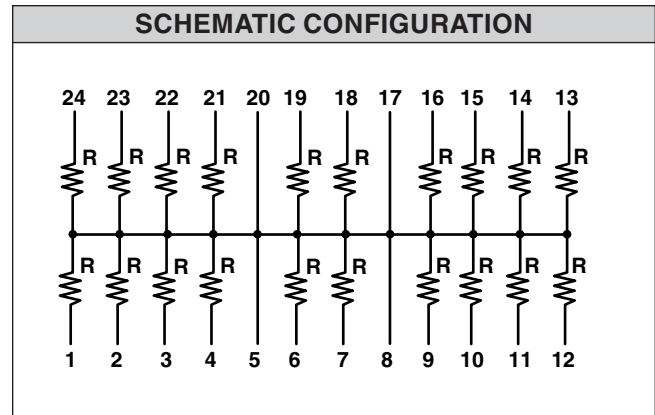 SCHEMATIC CONFIGURATION
24 23 22 21 20 19 18 17 16 15 14 13
R R R R R R R R R R
R R R R R R R R R R
1 2 3 4 5 6 7 8 9 10 11 12